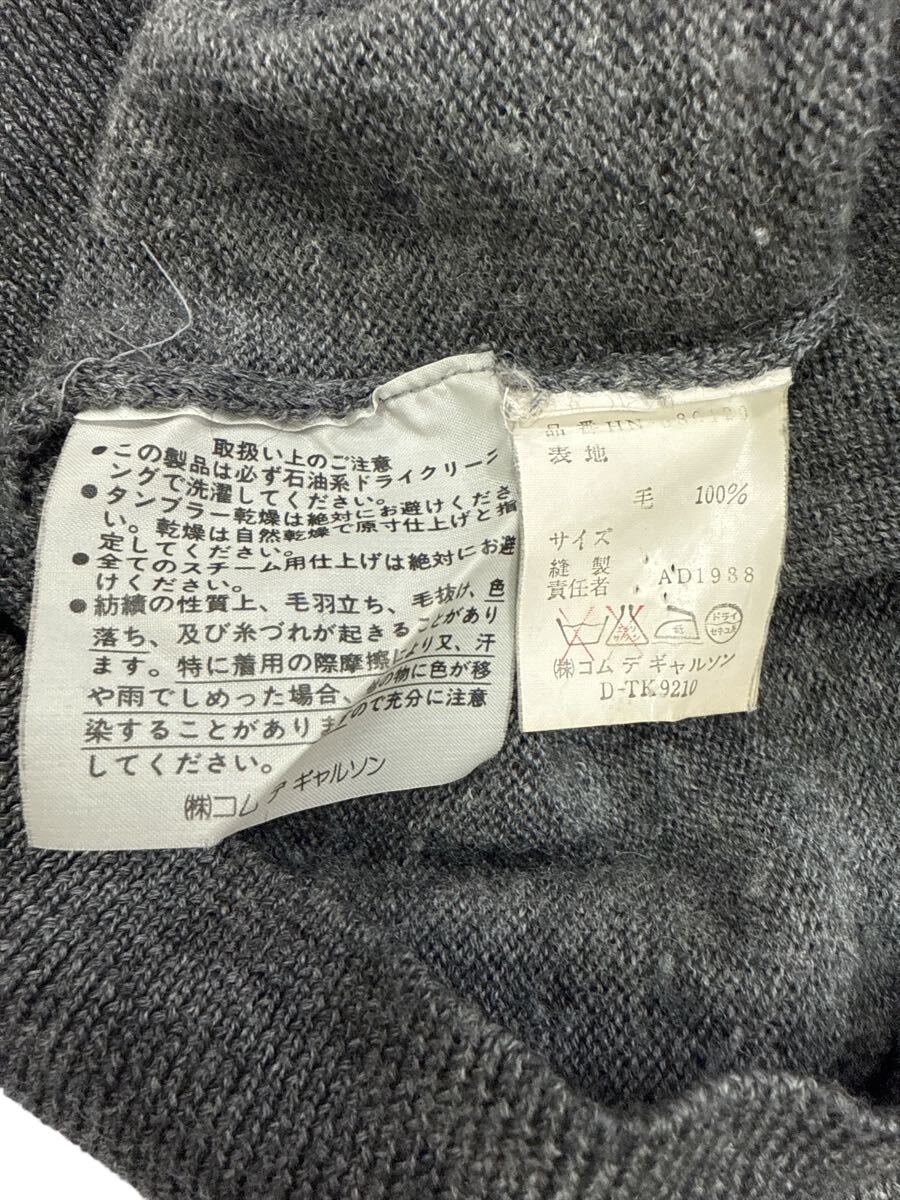 取扱い上のご注意
●この製品は必ず石油系ドライクリーニ
ングで洗濯してください。
●タンブラー乾燥は絶対にお避けくださ
い。乾燥は自然乾燥で原寸仕上げと指
定してください。
●全てのスチーム用仕上げは絶対にお避
けください。
●紡績の性質上、毛羽立ち、毛抜け、色
落ち、及び糸づれが起きることがあり
ます。特に着用の際摩擦により又、汗
や雨でしめった場合、他の物に色が移
染することがありますので充分に注意
してください。
㈱コム デ ギャルソン
品番HN
表地
毛 100%
サイズ
縫製
責任者 AD1988
ドライ
セキユ系
㈱コム デ ギャルソン
D-TK9210